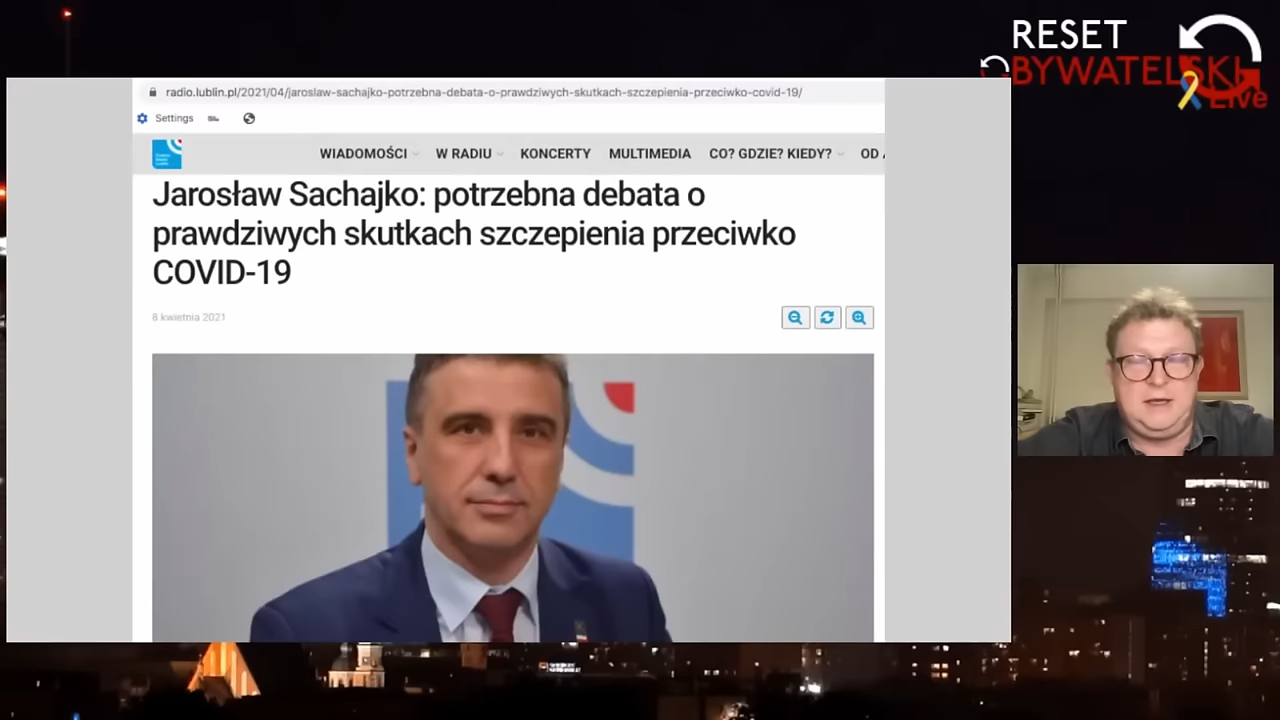 RESET
OBYWATELSKI
Live
radio.lublin.pl/2021/04/jaroslaw-sachajko-potrzebna-debata-o-prawdziwych-skutkach-szczepienia-przeciwko-covid-19/
Settings
WIADOMOŚCI W RADIU KONCERTY MULTIMEDIA CO? GDZIE? KIEDY? OD
Jarosław Sachajko: potrzebna debata o
prawdziwych skutkach szczepienia przeciwko
COVID-19
8 kwietnia 2021